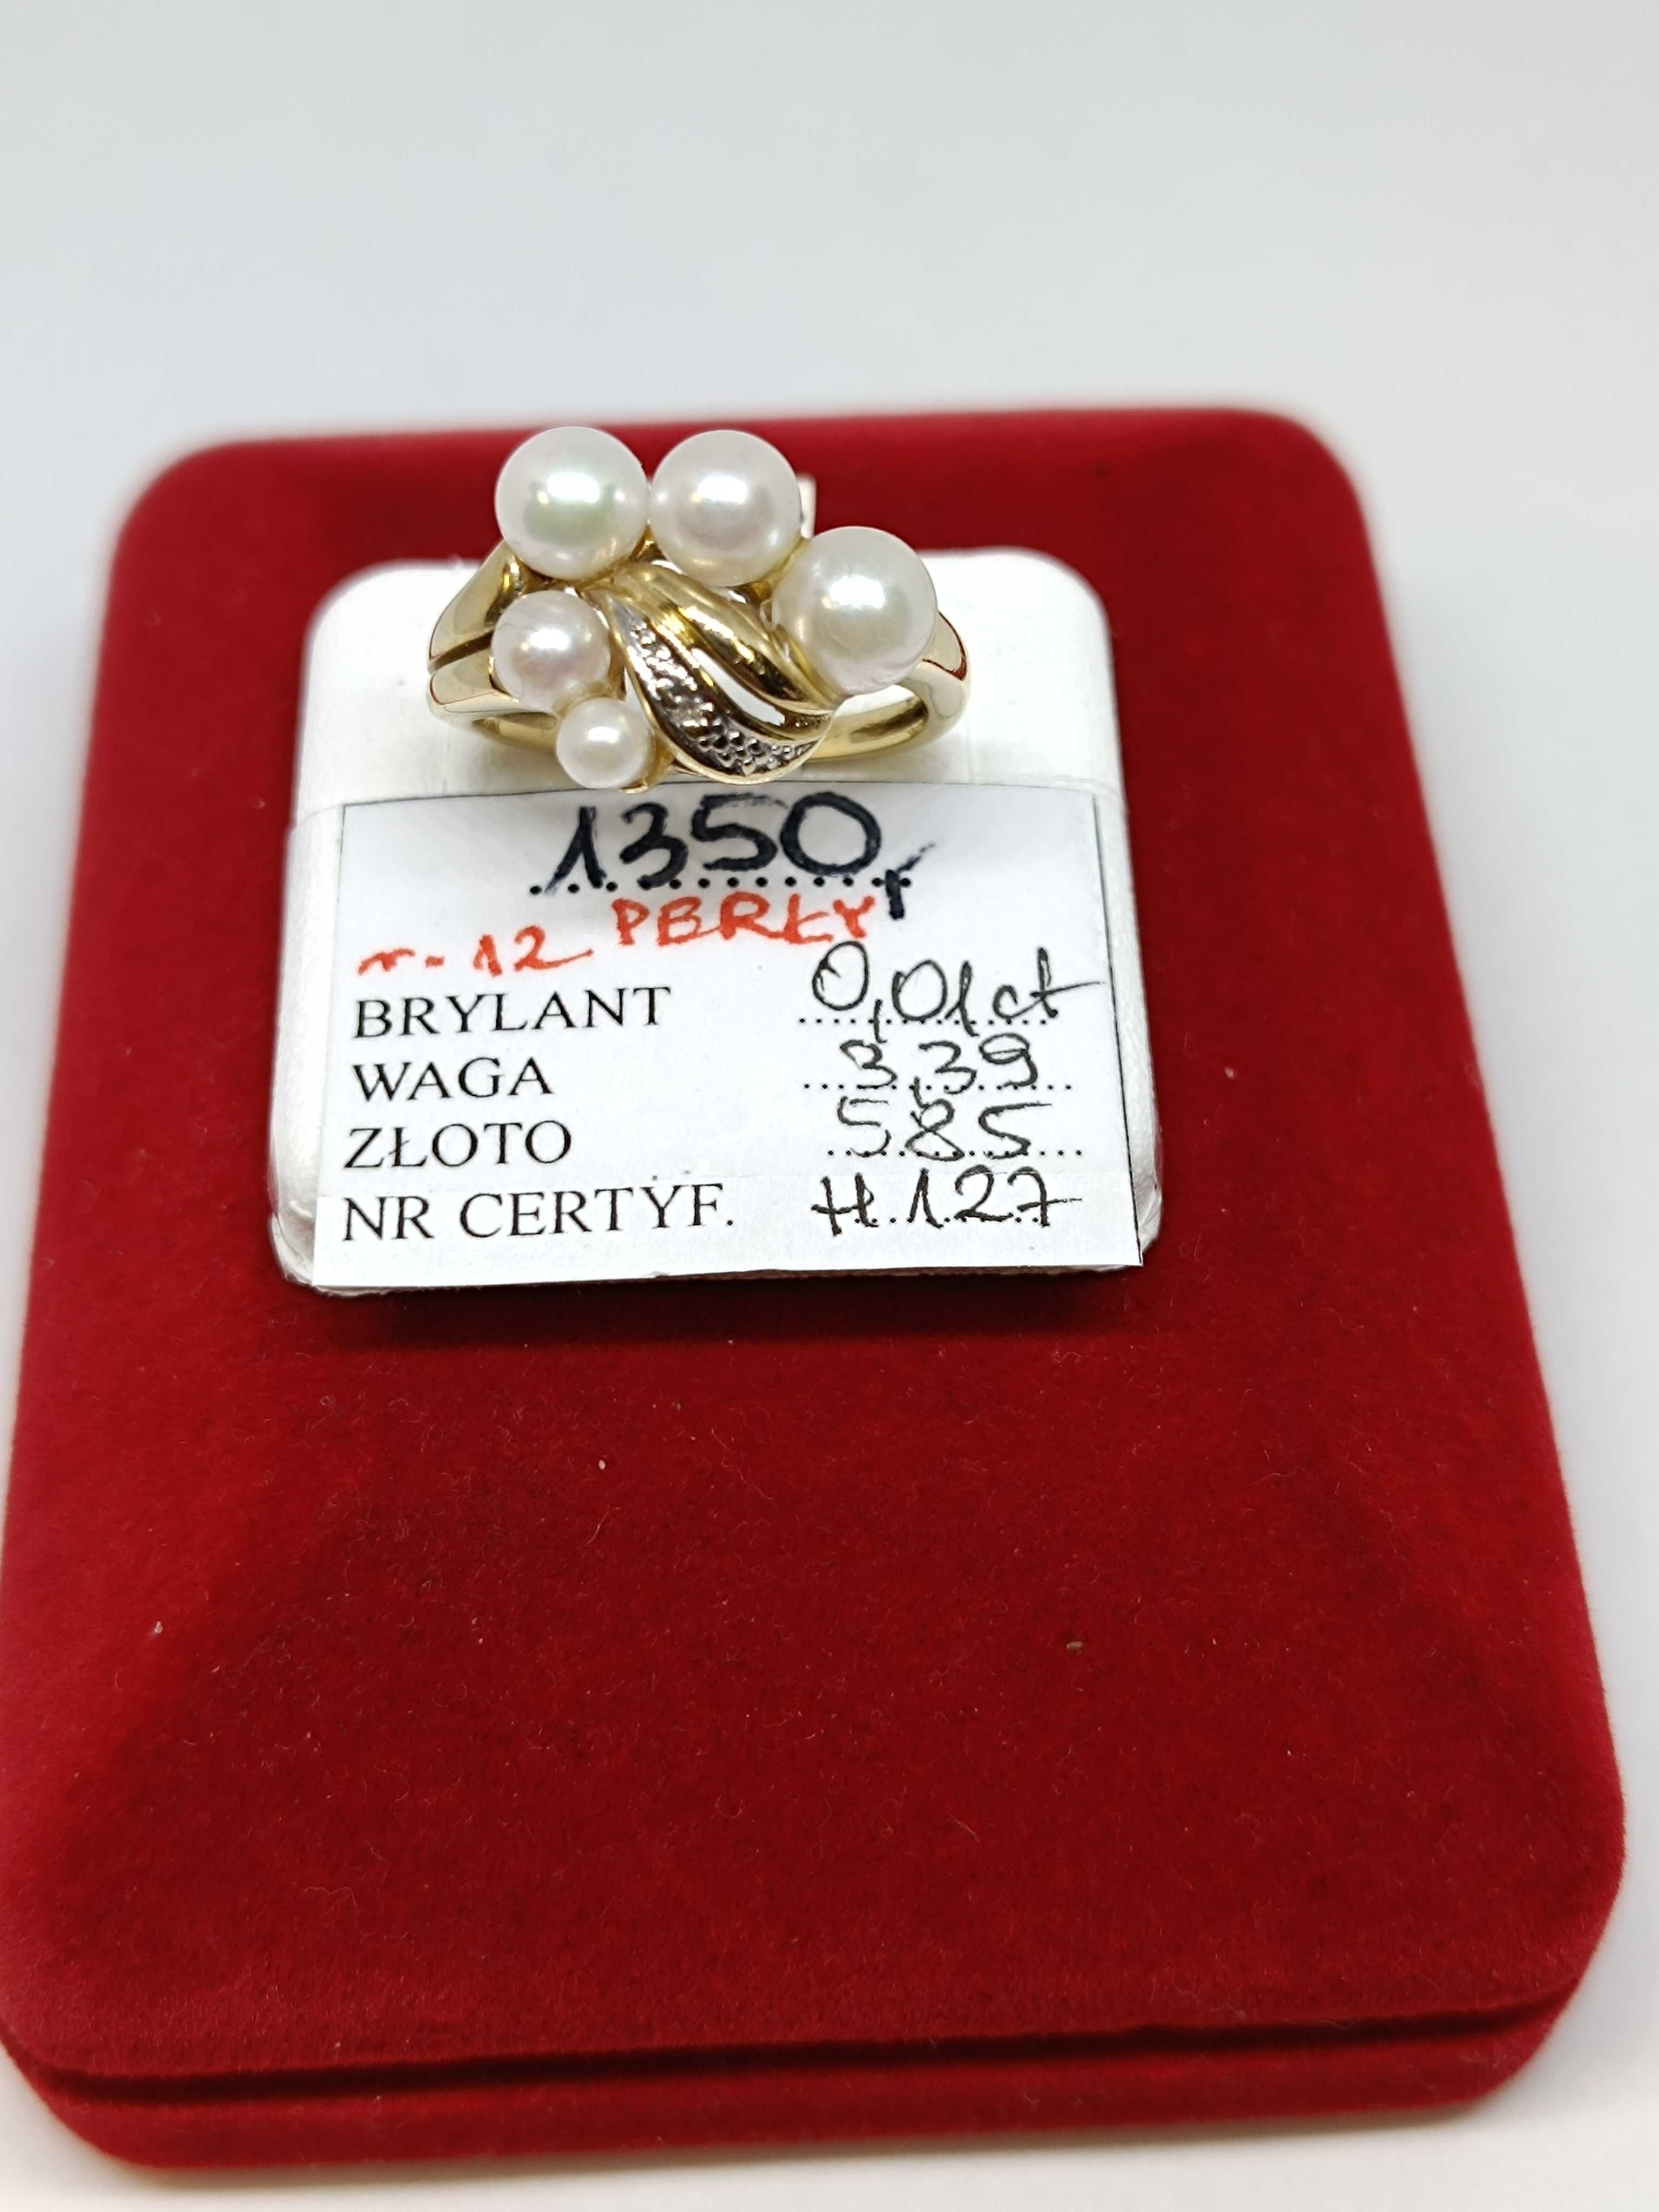 1350,-
PERŁY
r-12
BRYLANT 0,01ct
WAGA 3,39
ZŁOTO 585
NR CERTYF. H.127